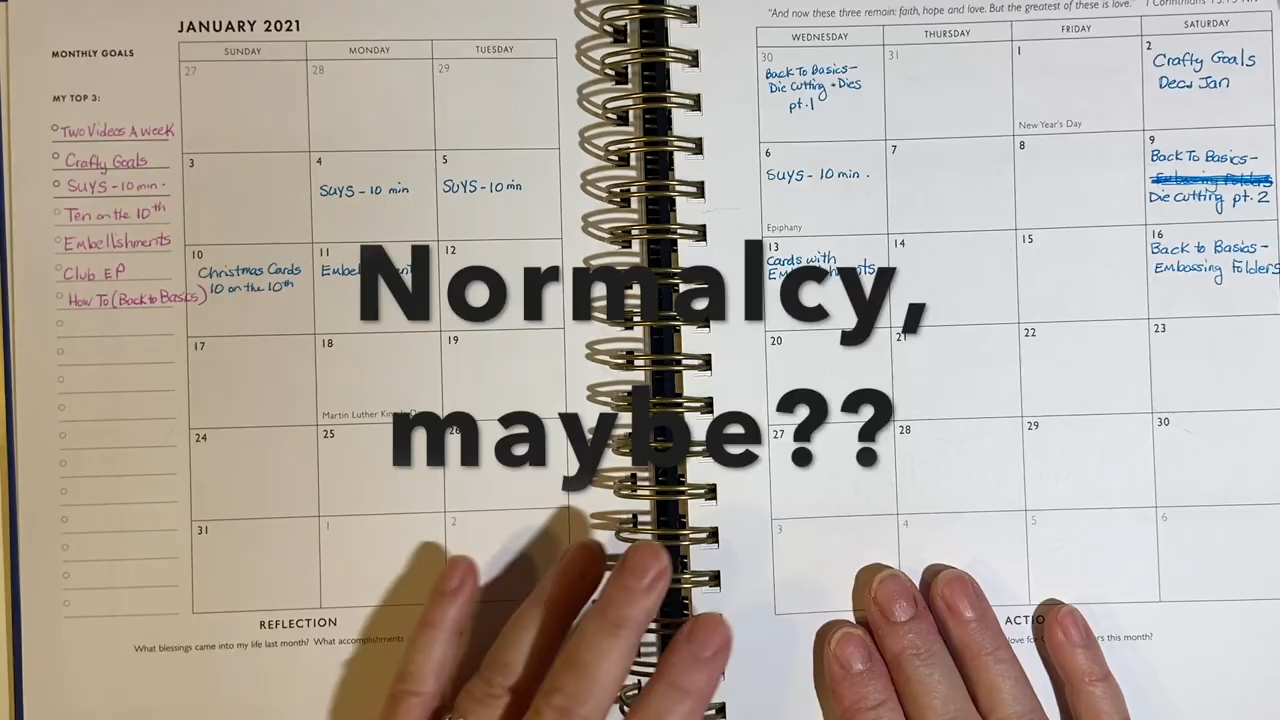 JANUARY 2021
MONTHLY GOALS
MY TOP 3:
Two Videos A Week
Crafty Goals
SUYS - 10 min.
Ten on the 10th
Embellishments
Club EP
How To (Back to Basics)
SUNDAY MONDAY TUESDAY
27 28 29
3 4 5
SUYS - 10 min SUYS - 10 min
10 11 12
Christmas Cards
10 on the 10th
17 18 19
Martin Luther
24 25 26
31 1 2
REFLECTION
What blessings came into my life last month? What accomplishments
"And now these three remain: faith, hope and love. But the greatest of these is love."
WEDNESDAY THURSDAY FRIDAY SATURDAY
30 31 1 2
Back To Basics-
Die Cutting + Dies
pt. 1
New Year's Day
Crafty Goals
Dear Jan
6 7 8 9
SUYS - 10 min.
Epiphany
Back To Basics-
Die Cutting pt. 2
13 14 15 16
Cards with
Back to Basics-
Embossing Folders
20 21 22 23
27 28 29 30
3 4 5 6
love for
this month?
Normalcy,
maybe??